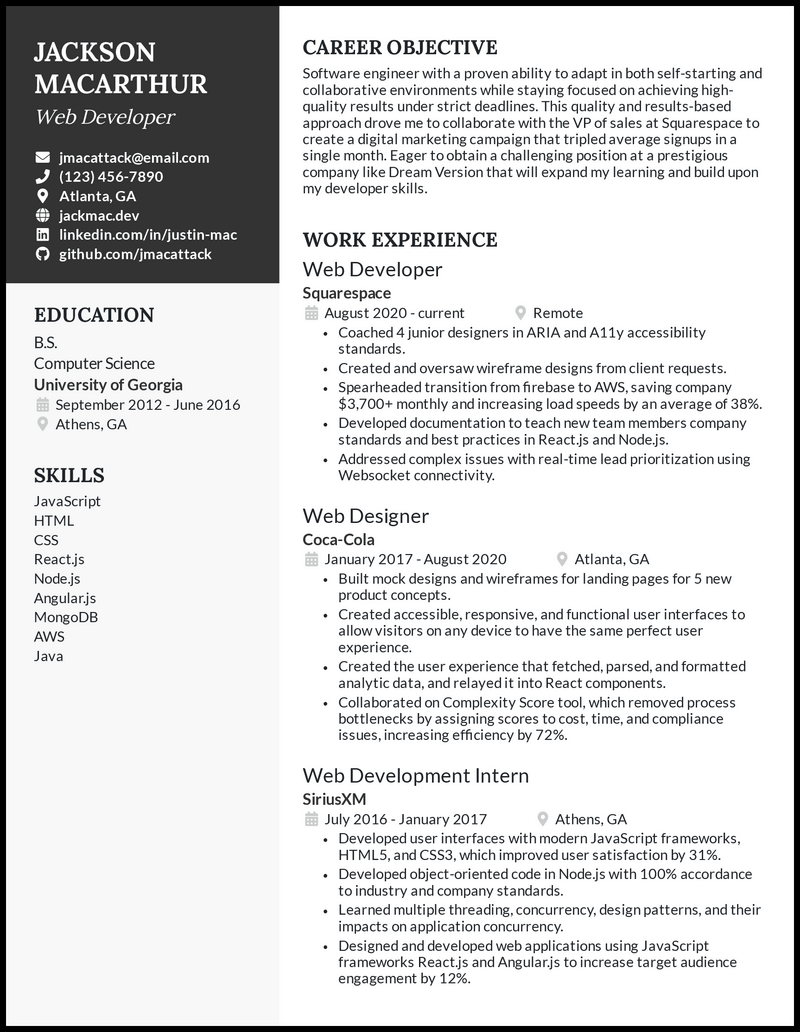 JACKSON
MACARTHUR
Web Developer
jmacattack@email.com
(123) 456-7890
Atlanta, GA
jackmac.dev
linkedin.com/in/justin-mac
github.com/jmacattack
EDUCATION
B.S.
Computer Science
University of Georgia
September 2012 - June 2016
Athens, GA
SKILLS
JavaScript
HTML
CSS
React.js
Node.js
Angular.js
MongoDB
AWS
Java
CAREER OBJECTIVE
Software engineer with a proven ability to adapt in both self-starting and
collaborative environments while staying focused on achieving high-
quality results under strict deadlines. This quality and results-based
approach drove me to collaborate with the VP of sales at Squarespace to
create a digital marketing campaign that tripled average signups in a
single month. Eager to obtain a challenging position at a prestigious
company like Dream Version that will expand my learning and build upon
my developer skills.
WORK EXPERIENCE
Web Developer
Squarespace
August 2020 - current Remote
• Coached 4 junior designers in ARIA and A11y accessibility
standards.
• Created and oversaw wireframe designs from client requests.
• Spearheaded transition from firebase to AWS, saving company
$3,700+ monthly and increasing load speeds by an average of 38%.
• Developed documentation to teach new team members company
standards and best practices in React.js and Node.js.
• Addressed complex issues with real-time lead prioritization using
Websocket connectivity.
Web Designer
Coca-Cola
January 2017 - August 2020 Atlanta, GA
• Built mock designs and wireframes for landing pages for 5 new
product concepts.
• Created accessible, responsive, and functional user interfaces to
allow visitors on any device to have the same perfect user
experience.
• Created the user experience that fetched, parsed, and formatted
analytic data, and relayed it into React components.
• Collaborated on Complexity Score tool, which removed process
bottlenecks by assigning scores to cost, time, and compliance
issues, increasing efficiency by 72%.
Web Development Intern
SiriusXM
July 2016 - January 2017 Athens, GA
• Developed user interfaces with modern JavaScript frameworks,
HTML5, and CSS3, which improved user satisfaction by 31%.
• Developed object-oriented code in Node.js with 100% accordance
to industry and company standards.
• Learned multiple threading, concurrency, design patterns, and their
impacts on application concurrency.
• Designed and developed web applications using JavaScript
frameworks React.js and Angular.js to increase target audience
engagement by 12%.